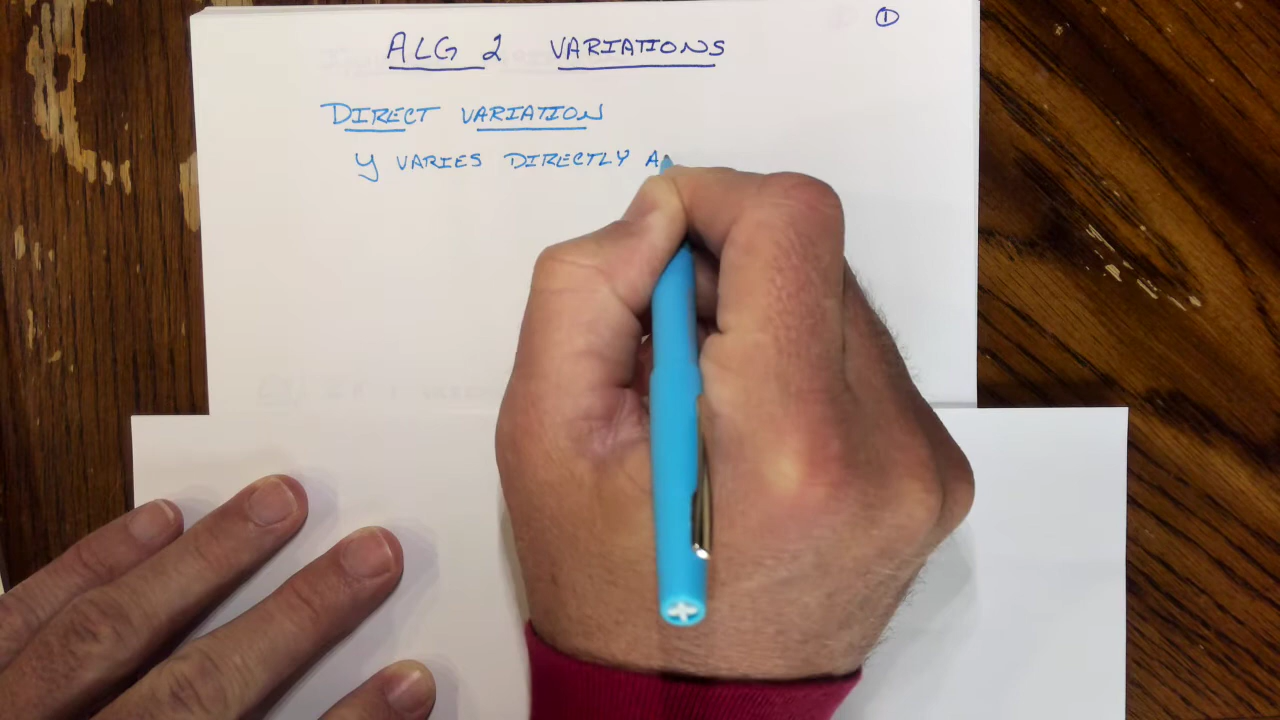 ①
ALG 2 VARIATIONS
DIRECT VARIATION
y VARIES DIRECTLY